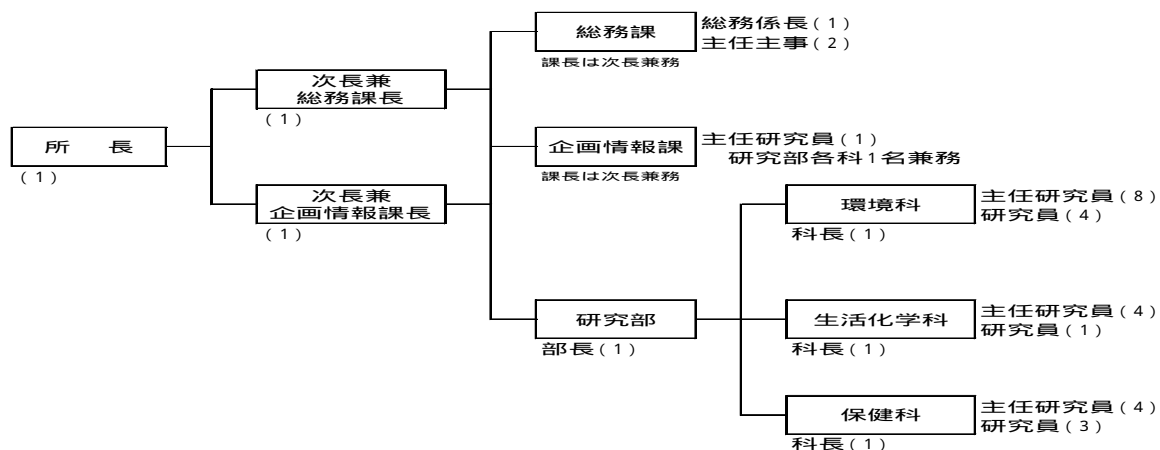 所　長
(1)
次長兼
総務課長
(1)
次長兼
企画情報課長
(1)
総務課
課長は次長兼務
総務係長(1)
主任主事(2)
企画情報課
課長は次長兼務
主任研究員(1)
研究部各科1名兼務
研究部
部長(1)
環境科
科長(1)
主任研究員(8)
研究員(4)
生活化学科
科長(1)
主任研究員(4)
研究員(1)
保健科
科長(1)
主任研究員(4)
研究員(3)